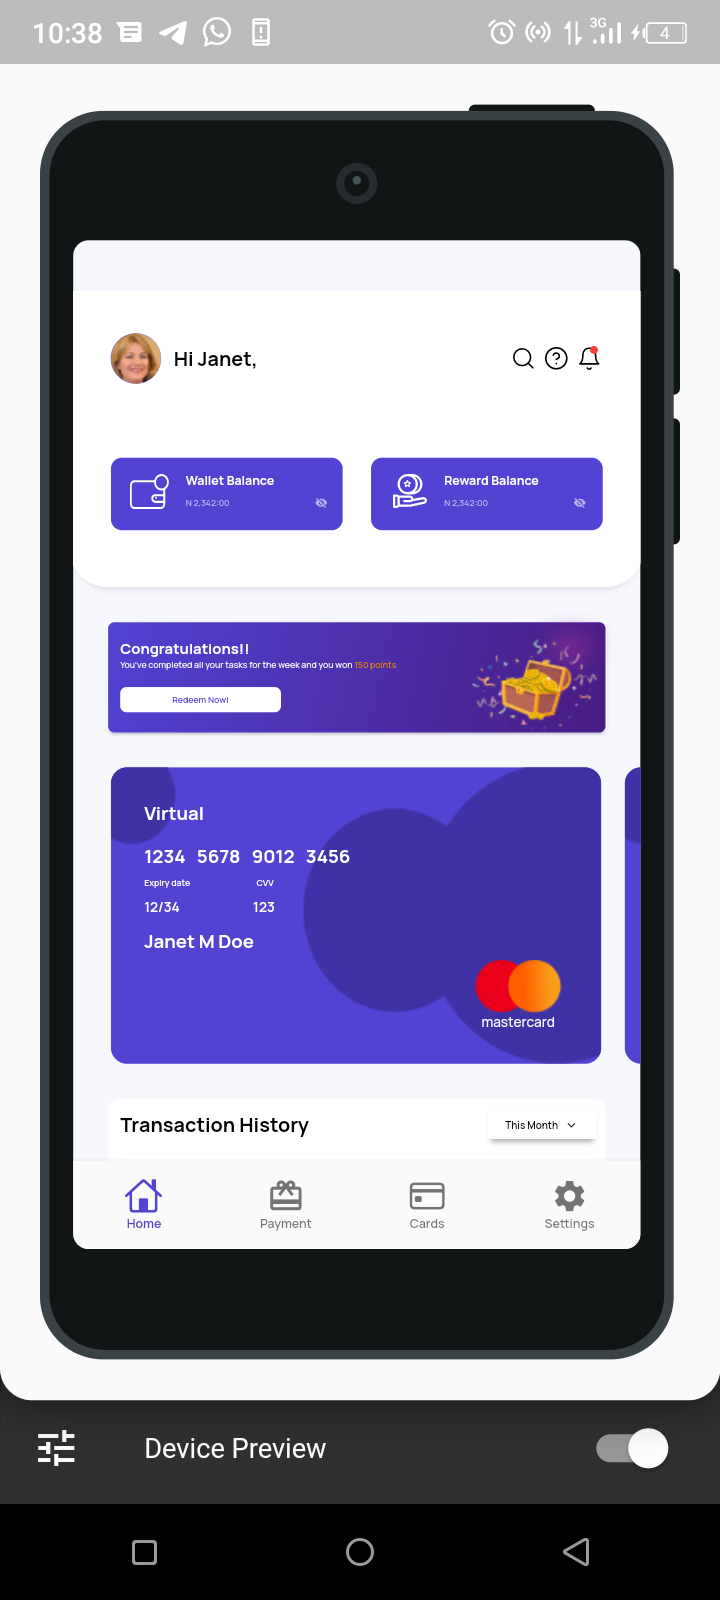 10:38 3G 4
Hi Janet,
Wallet Balance
N 2,342:00
Reward Balance
N 2,342:00
Congratulations!!
You've completed all your tasks for the week and you won 150 points
Redeem Now!
Virtual
1234 5678 9012 3456
Expiry date CVV
12/34 123
Janet M Doe
mastercard
Transaction History This Month
Home Payment Cards Settings
Device Preview